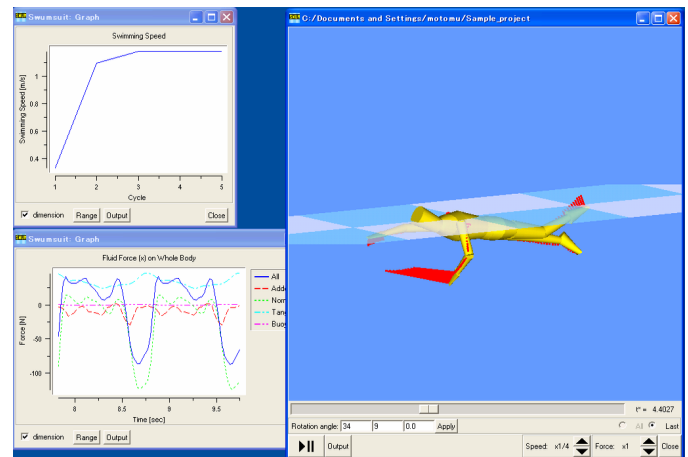 Swumsuit: Graph
Swimming Speed
Swimming Speed [m/s]
1
0.8
0.6
0.4
1 2 3 4 5
Cycle
dimension Range Output Close
Swumsuit: Graph
Fluid Force (x) on Whole Body
All
Adde
Norm
Tang
Buoy
Force [N]
0
-50
-100
8 8.5 9 9.5
Time [sec]
dimension Range Output
C:/Documents and Settings/motomu/Sample_project
t* = 4.4027
Rotation angle: 34 9 0.0 Apply All Last
Output Speed: x1/4 Force: x1 Close